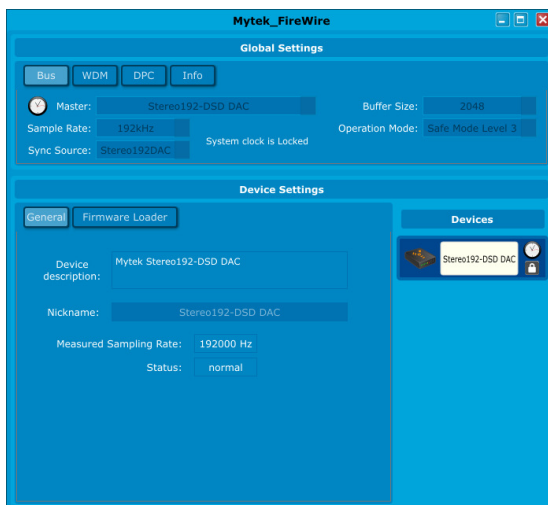 Mytek_FireWire
Global Settings
Bus WDM DPC Info
Master: Stereo192-DSD DAC Buffer Size: 2048
Sample Rate: 192kHz Operation Mode: Safe Mode Level 3
System clock is Locked
Sync Source: Stereo192DAC
Device Settings
General Firmware Loader Devices
Device description: Mytek Stereo192-DSD DAC
Stereo192-DSD DAC
Nickname: Stereo192-DSD DAC
Measured Sampling Rate: 192000 Hz
Status: normal